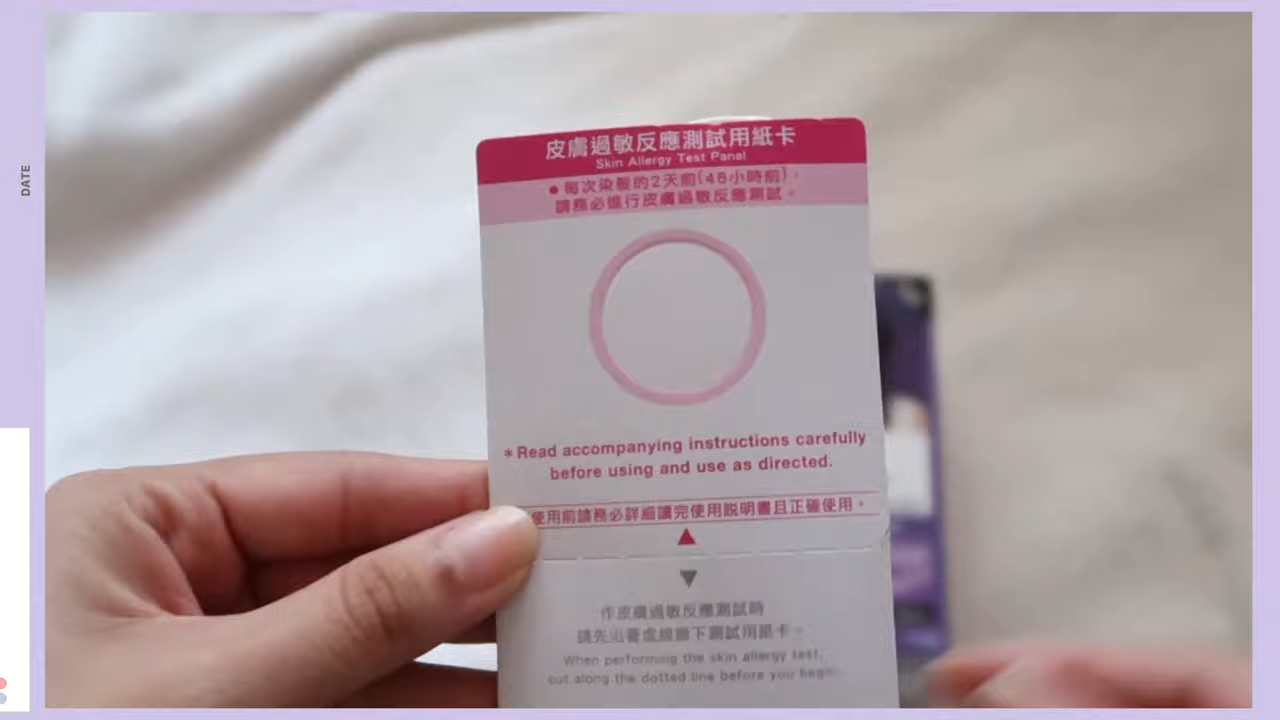 DATE
皮膚過敏反應測試用紙卡
Skin Allergy Test Panel
●每次染髮的2天前(48小時前)，
請務必進行皮膚過敏反應測試。
*Read accompanying instructions carefully
before using and use as directed.
使用前請務必詳細讀完使用說明書且正確使用。
作皮膚過敏反應測試時
請先沿著虛線撕下測試用紙卡。
When performing the skin allergy test,
cut along the dotted line before you begin.